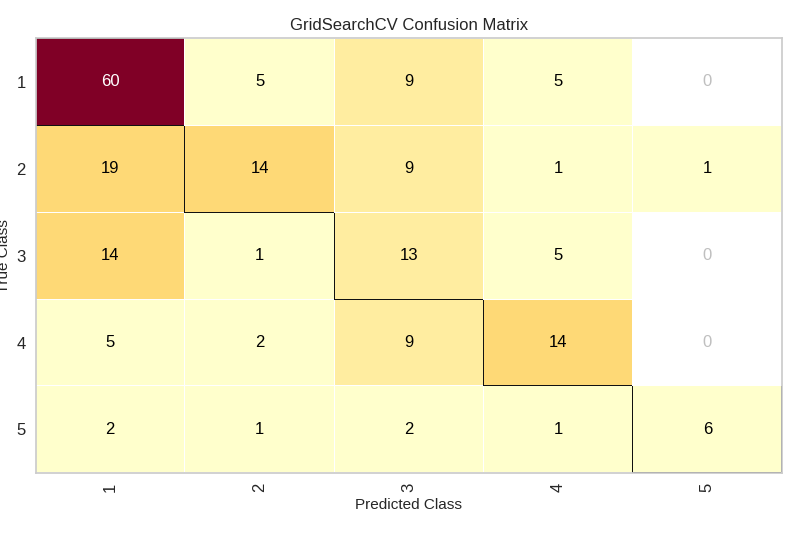 GridSearchCV Confusion Matrix
True Class
1 60 5 9 5 0
2 19 14 9 1 1
3 14 1 13 5 0
4 5 2 9 14 0
5 2 1 2 1 6
1 2 3 4 5
Predicted Class